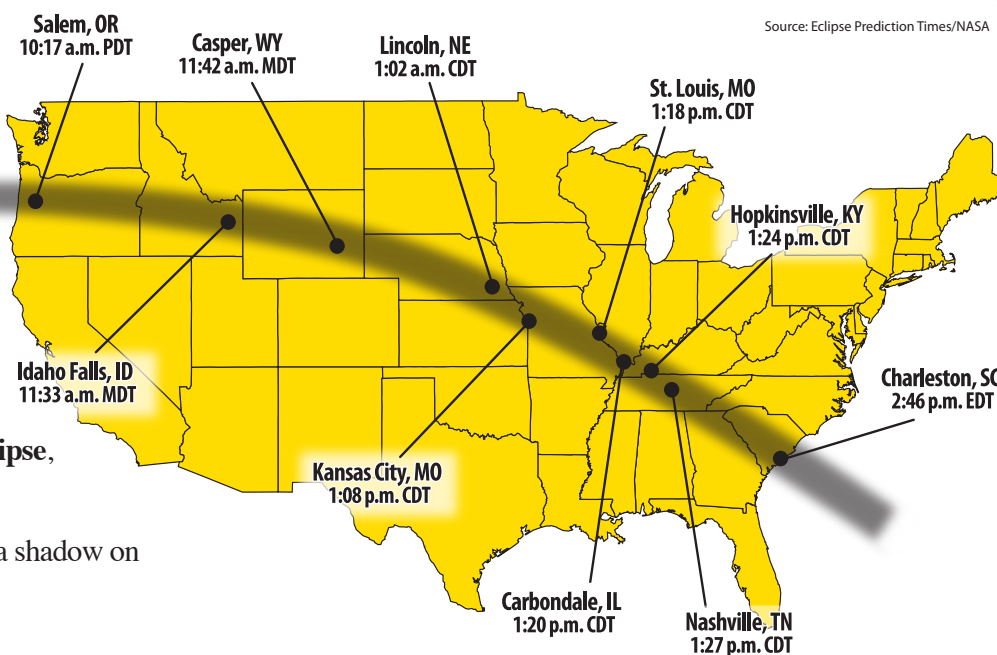 Source: Eclipse Prediction Times/NASA
Salem, OR
10:17 a.m. PDT
Casper, WY
11:42 a.m. MDT
Lincoln, NE
1:02 a.m. CDT
St. Louis, MO
1:18 p.m. CDT
Hopkinsville, KY
1:24 p.m. CDT
Idaho Falls, ID
11:33 a.m. MDT
Charleston, SC
2:46 p.m. EDT
ipse,
Kansas City, MO
1:08 p.m. CDT
a shadow on
Carbondale, IL
1:20 p.m. CDT
Nashville, TN
1:27 p.m. CDT